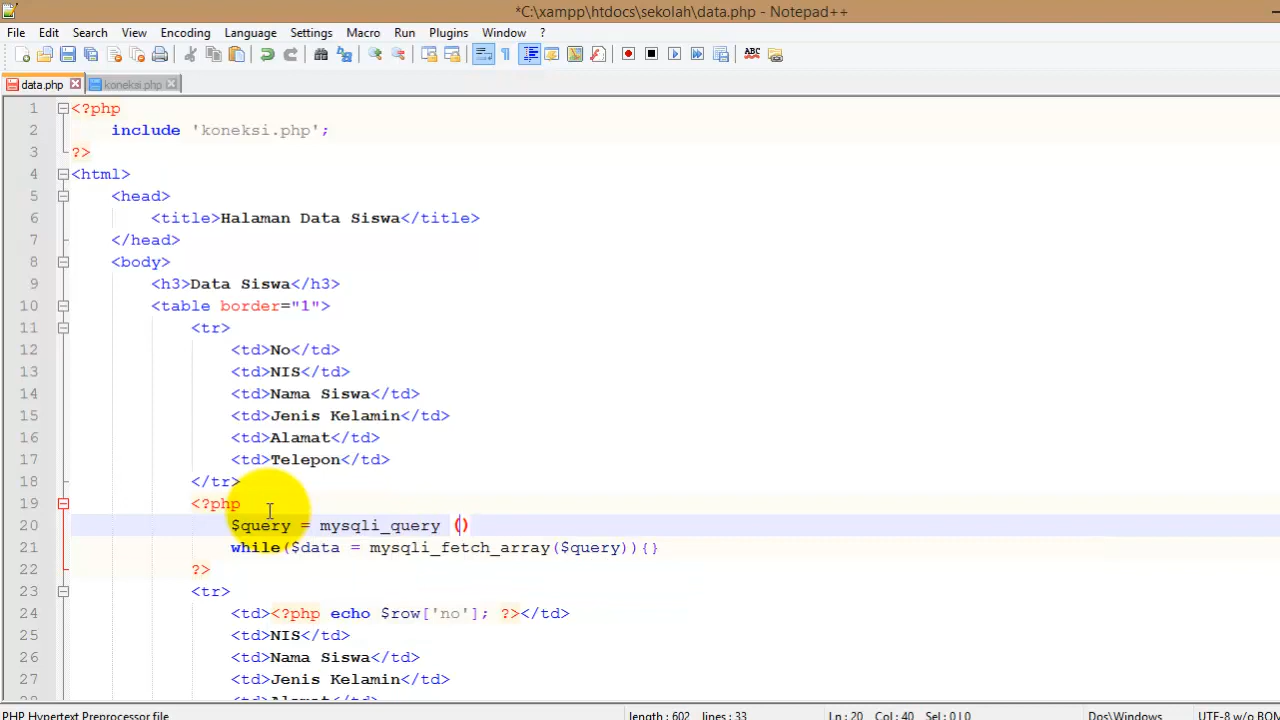 *C:\xampp\htdocs\sekolah\data.php - Notepad++
File Edit Search View Encoding Language Settings Macro Run Plugins Window ?
ABC
data.php koneksi.php
1 <?php
2 include 'koneksi.php';
3 ?>
4 <html>
5 <head>
6 <title>Halaman Data Siswa</title>
7 </head>
8 <body>
9 <h3>Data Siswa</h3>
10 <table border="1">
11 <tr>
12 <td>No</td>
13 <td>NIS</td>
14 <td>Nama Siswa</td>
15 <td>Jenis Kelamin</td>
16 <td>Alamat</td>
17 <td>Telepon</td>
18 </tr>
19 <?php
20 $query = mysqli_query ()
21 while($data = mysqli_fetch_array($query)){}
22 ?>
23 <tr>
24 <td><?php echo $row['no']; ?></td>
25 <td>NIS</td>
26 <td>Nama Siswa</td>
27 <td>Jenis Kelamin</td>
28 <td>Alamat</td>
PHP Hypertext Preprocessor file length : 602 lines : 33 Ln : 20 Col : 40 Sel : 0 | 0 Dos\Windows UTF-8 w/o BOM